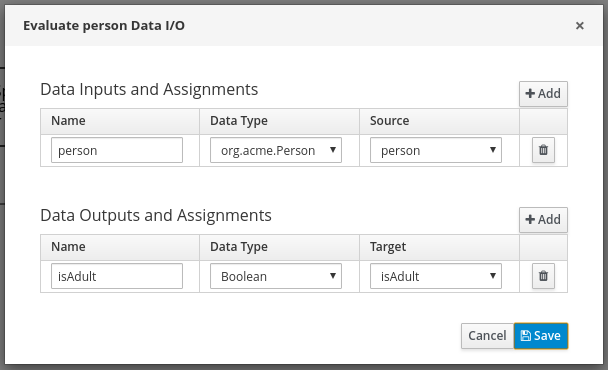 Evaluate person Data I/O
×
Data Inputs and Assignments
+ Add
Name Data Type Source
person org.acme.Person person
Data Outputs and Assignments
+ Add
Name Data Type Target
isAdult Boolean isAdult
Cancel Save